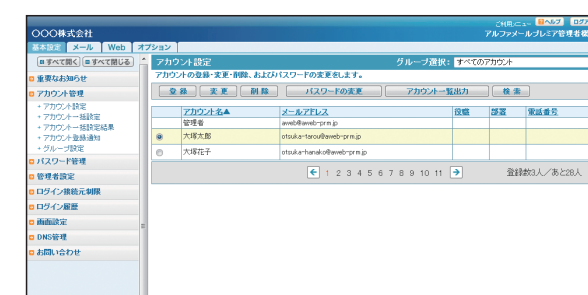 ご利用メニュー ヘルプ ログア
〇〇〇株式会社
アルファメールプレミア管理者様
基本設定 メール Web オプション
すべて開く すべて閉じる
アカウント設定 グループ選択: すべてのアカウント
アカウントの登録・変更・削除、およびパスワードの変更をします。
重要なお知らせ
アカウント管理
アカウント設定
アカウント一括設定
アカウント一括設定結果
アカウント登録通知
グループ設定
パスワード管理
管理者設定
ログイン接続元制限
ログイン履歴
画面設定
DNS管理
お問い合わせ
登 録 変 更 削 除 パスワードの変更 アカウント一覧出力 検 索
アカウント名▲ メールアドレス 役職 部署 電話番号
管理者 aweb@aweb-prm.jp
大塚太郎 otsuka-tarou@aweb-prm.jp
大塚花子 otsuka-hanako@aweb-prm.jp
1 2 3 4 5 6 7 8 9 10 11 登録数3人/あと28人